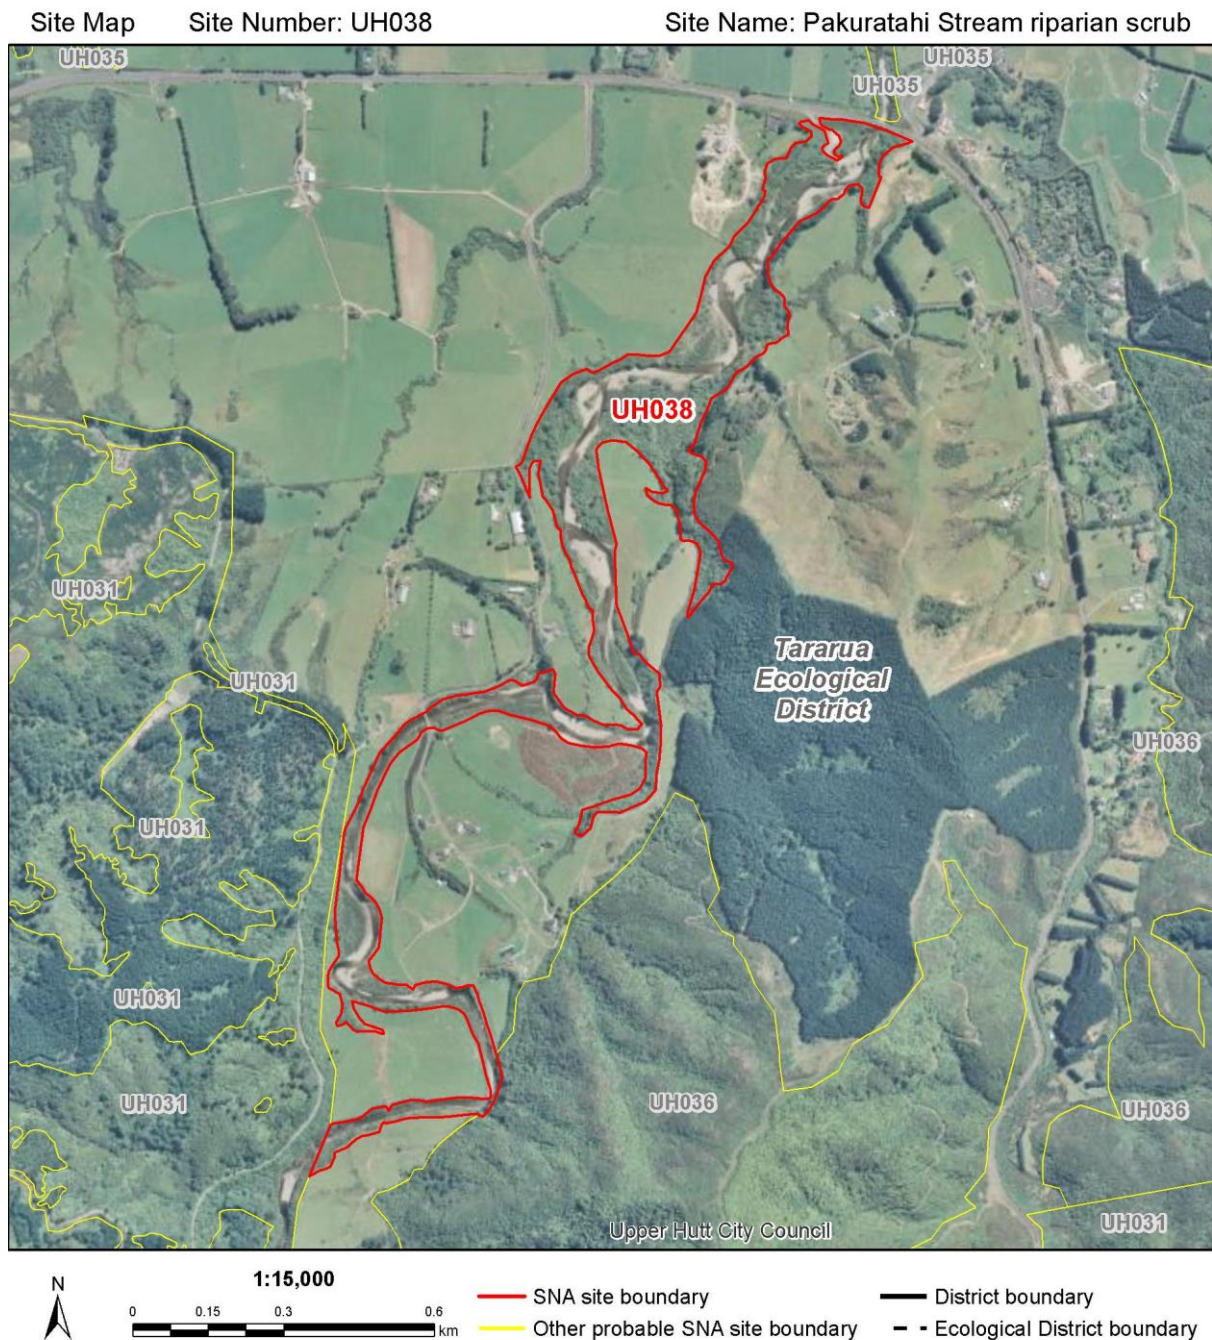 Site Map Site Number: UH038 Site Name: Pakuratahi Stream riparian scrub
UH035
UH035
UH035
UH038
UH031
Tararua
Ecological
District
UH031
UH036
UH031
UH031
UH031
UH036
UH036
UH031
Upper Hutt City Council
N
1:15,000
0 0.15 0.3 0.6
km
SNA site boundary
Other probable SNA site boundary
District boundary
Ecological District boundary